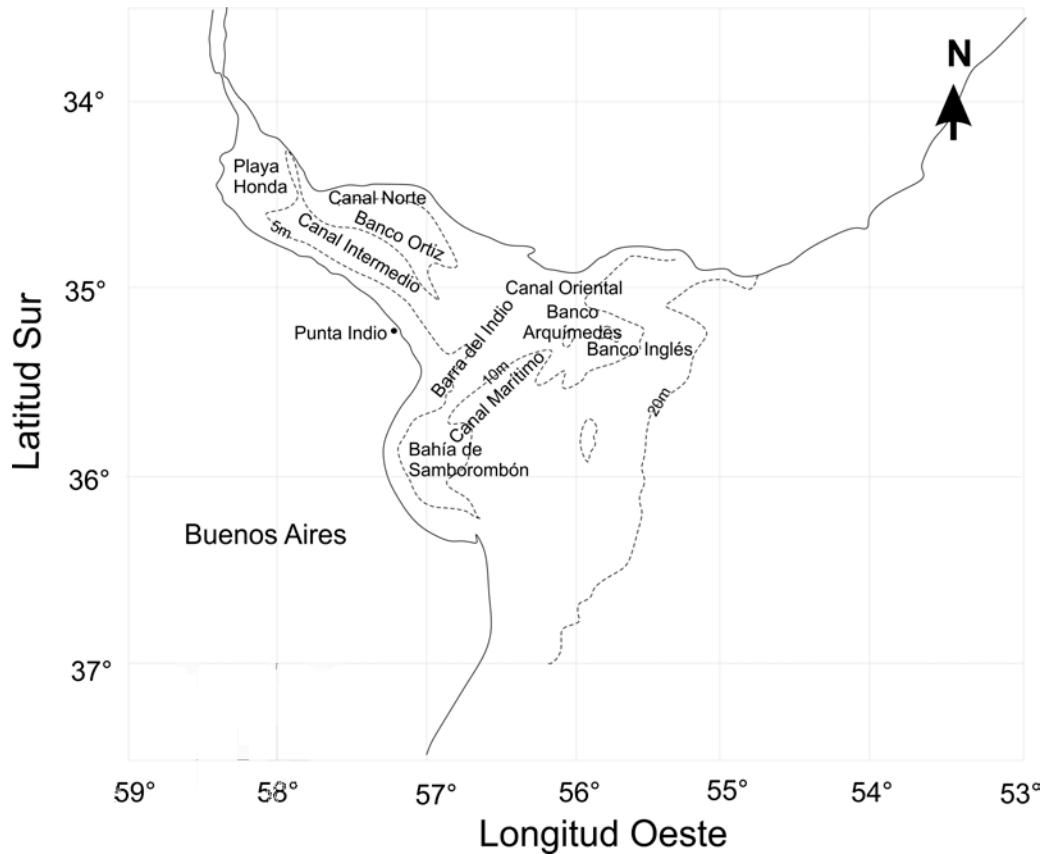 N
34°
Playa
Honda
Canal Norte
Banco Ortiz
5m
Canal Intermedio
35°
Canal Oriental
Banco
Arquímedes
Punta Indio
Banco Inglés
Barra del Indio
10m
Canal Marítimo
20m
Bahía de
Samborombón
36°
Latitud Sur
Buenos Aires
37°
59° 58° 57° 56° 55° 54° 53°
Longitud Oeste